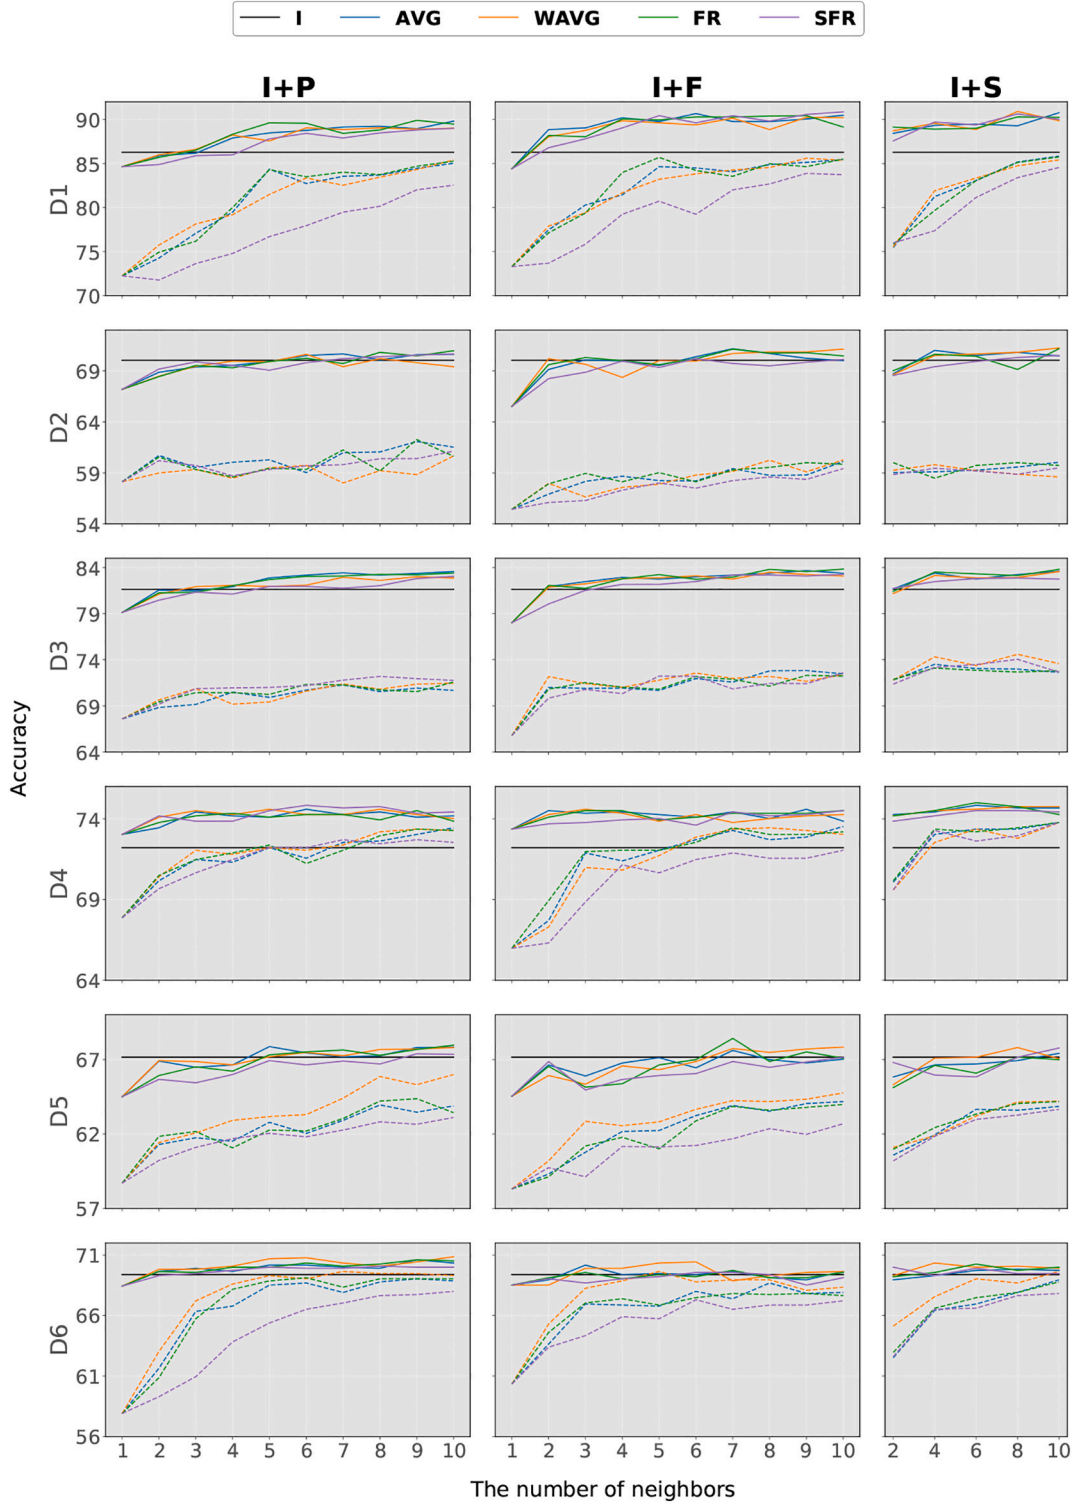 I AVG WAVG FR SFR
I+P I+F I+S
90
85
80
75
70
D1
69
64
59
54
D2
84
79
74
69
64
D3
Accuracy
74
69
64
D4
67
62
57
D5
71
66
61
56
D6
1 2 3 4 5 6 7 8 9 10 1 2 3 4 5 6 7 8 9 10 2 4 6 8 10
The number of neighbors